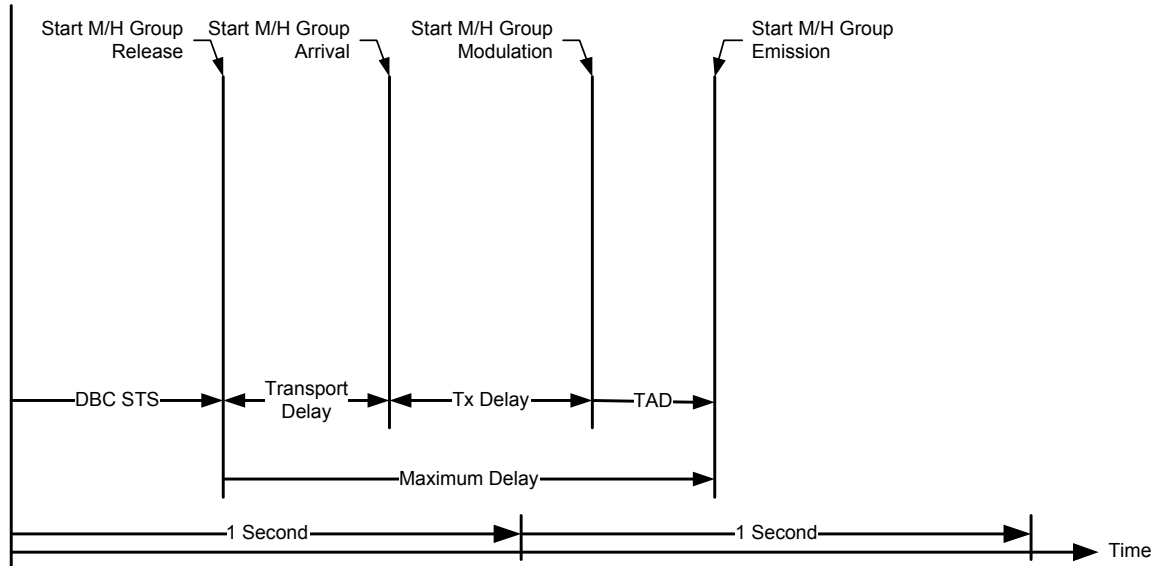 Start M/H Group
Release
Start M/H Group
Arrival
Start M/H Group
Modulation
Start M/H Group
Emission
DBC STS
Transport
Delay
Tx Delay
TAD
Maximum Delay
1 Second
1 Second
Time